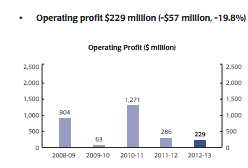 • Operating profit $229 million (-$57 million, -19.8%)
Operating Profit ($ million)
2,500 2,500
2,000 2,000
1,500 1,500
1,271
1,000 904 1,000
500 286 229 500
63
0 0
2008-09 2009-10 2010-11 2011-12 2012-13